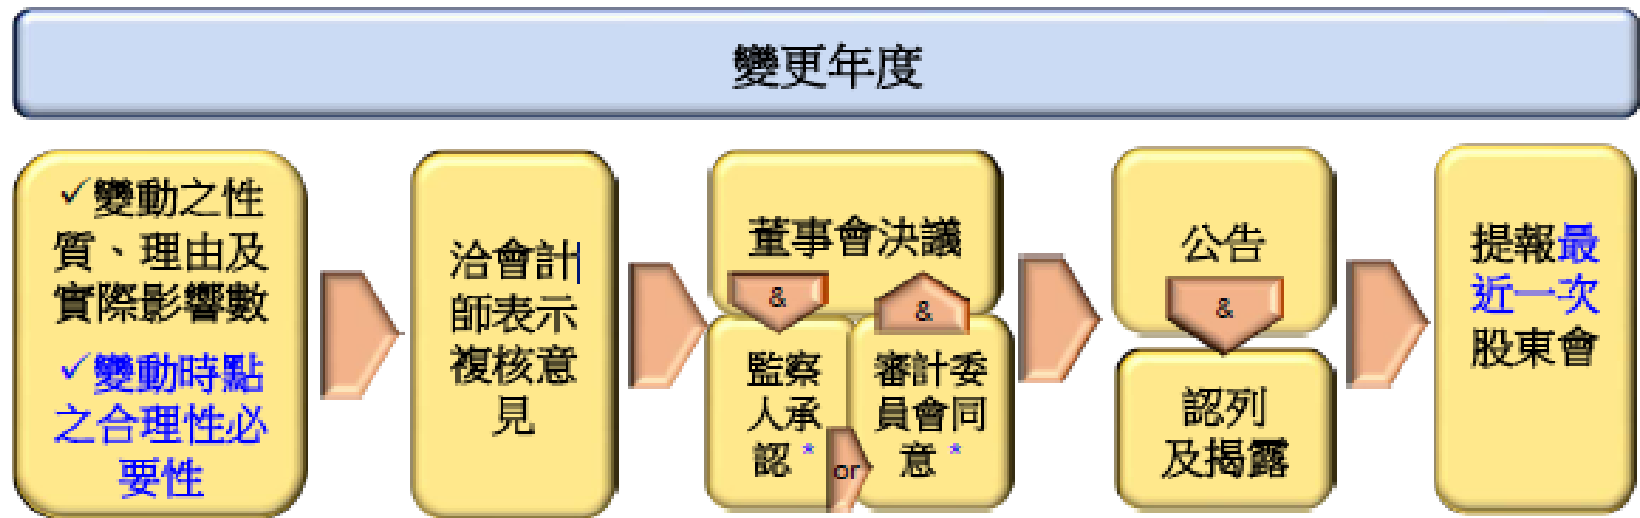 變更年度
✓變動之性
質、理由及
實際影響數
✓變動時點
之合理性必
要性
洽會計
師表示
複核意
見
董事會決議
&
&
監察
人承
認*
or
審計委
員會同
意*
公告
&
認列
及揭露
提報最
近一次
股東會